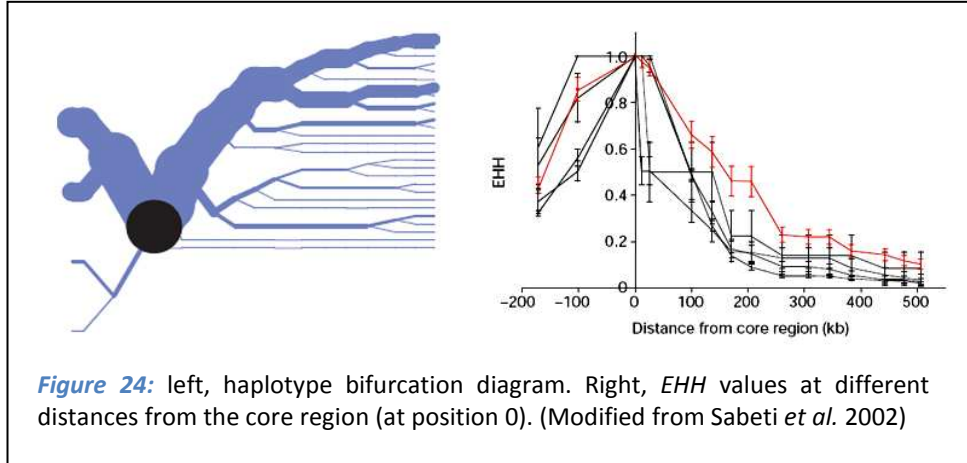 1.0
0.8
0.6
0.4
0.2
0
EHH
−200 −100 0 100 200 300 400 500
Distance from core region (kb)
Figure 24: left, haplotype bifurcation diagram. Right, EHH values at different
distances from the core region (at position 0). (Modified from Sabeti et al. 2002)